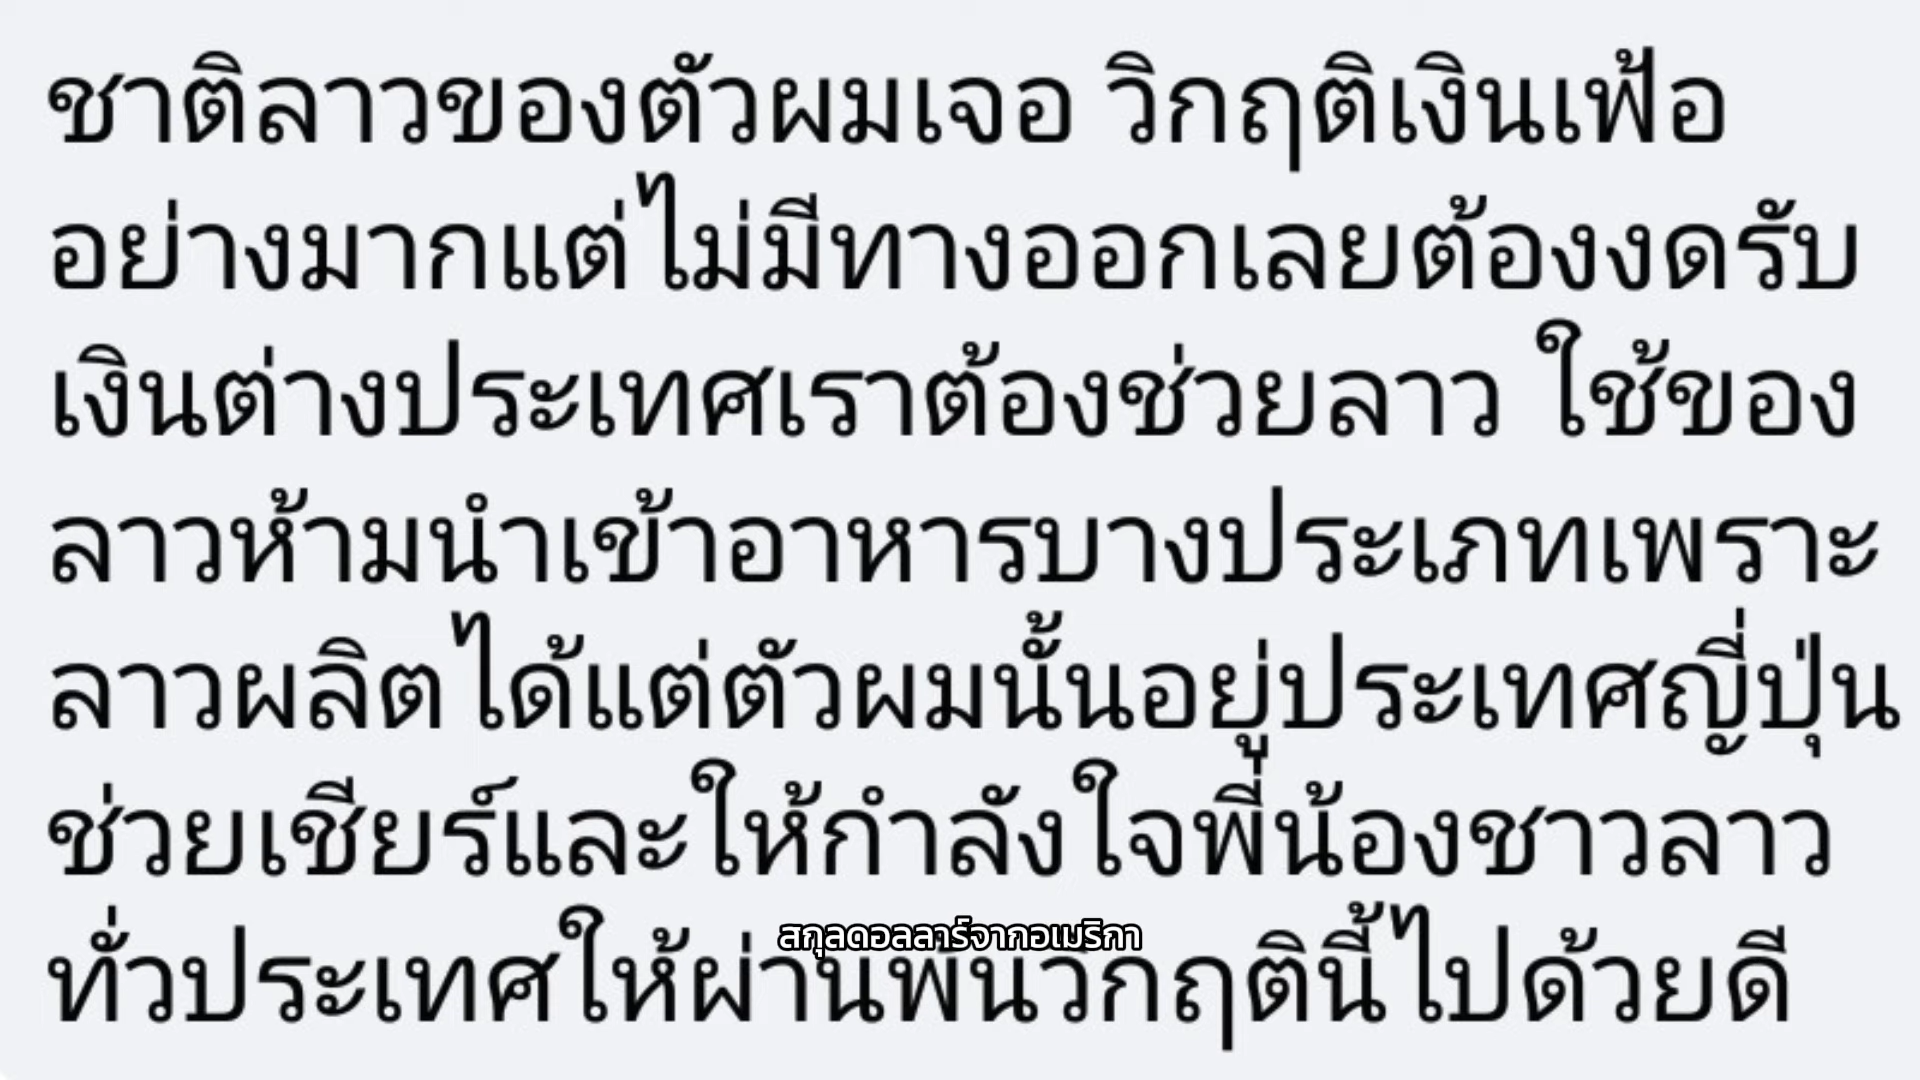 ชาติลาวของตัวผมเจอ วิกฤติเงินเฟ้อ
อย่างมากแต่ไม่มีทางออกเลยต้องงดรับ
เงินต่างประเทศเราต้องช่วยลาว ใช้ของ
ลาวห้ามนำเข้าอาหารบางประเภทเพราะ
ลาวผลิตได้แต่ตัวผมนั้นอยู่ประเทศญี่ปุ่น
ช่วยเชียร์และให้กำลังใจพี่น้องชาวลาว
ทั่วประเทศให้ผ่านพ้นวิกฤตินี้ไปด้วยดี
สกุลดอลลาร์จากอเมริกา